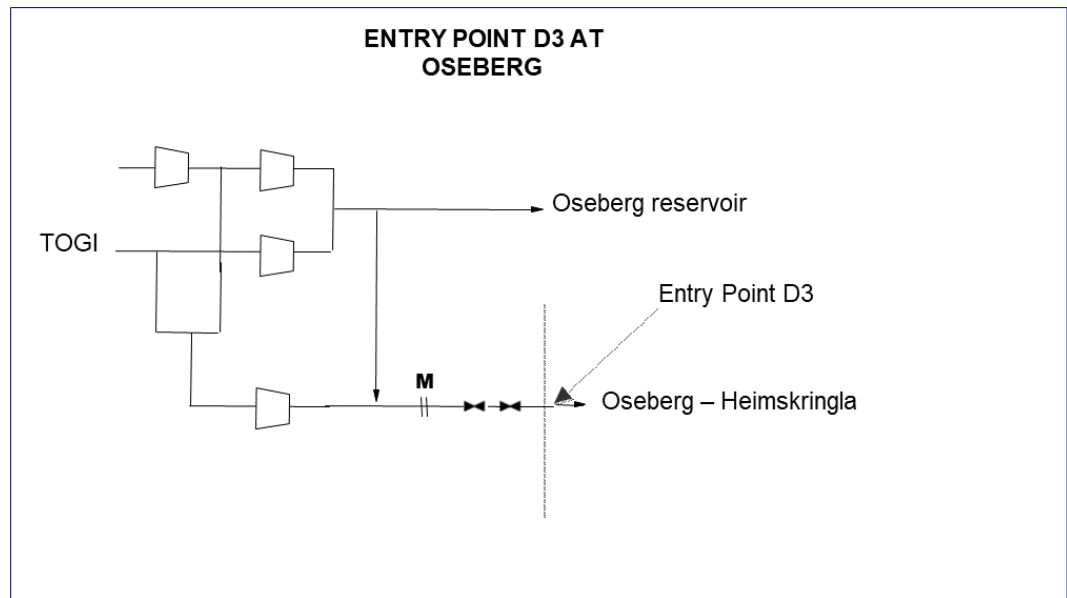 ENTRY POINT D3 AT
OSEBERG
Oseberg reservoir
TOGI
Entry Point D3
M
Oseberg – Heimskringla